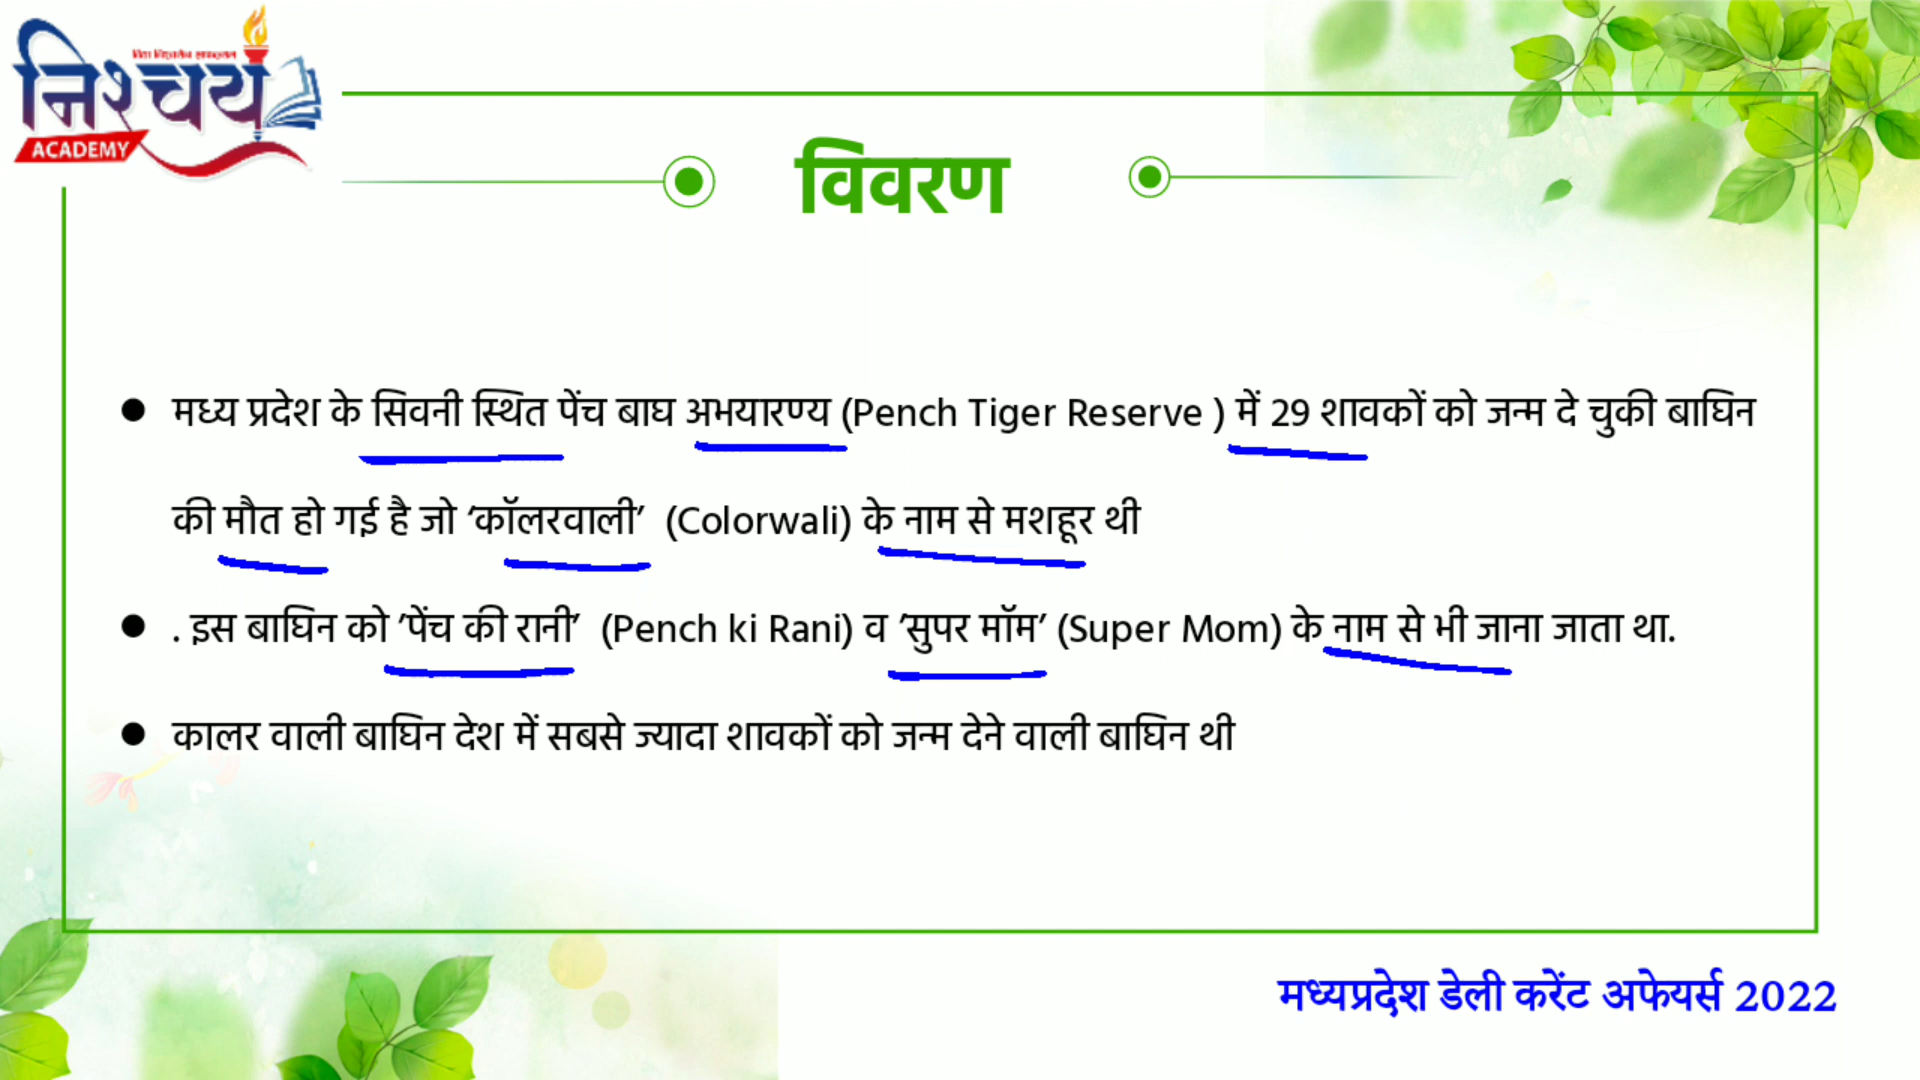 निश्चय
ACADEMY
विवरण
● मध्य प्रदेश के सिवनी स्थित पेंच बाघ अभयारण्य (Pench Tiger Reserve ) में 29 शावकों को जन्म दे चुकी बाघिन
की मौत हो गई है जो ‘कॉलरवाली’ (Colorwali) के नाम से मशहूर थी
● . इस बाघिन को ‘पेंच की रानी’ (Pench ki Rani) व ‘सुपर मॉम’ (Super Mom) के नाम से भी जाना जाता था.
● कालर वाली बाघिन देश में सबसे ज्यादा शावकों को जन्म देने वाली बाघिन थी
मध्यप्रदेश डेली करेंट अफेयर्स 2022